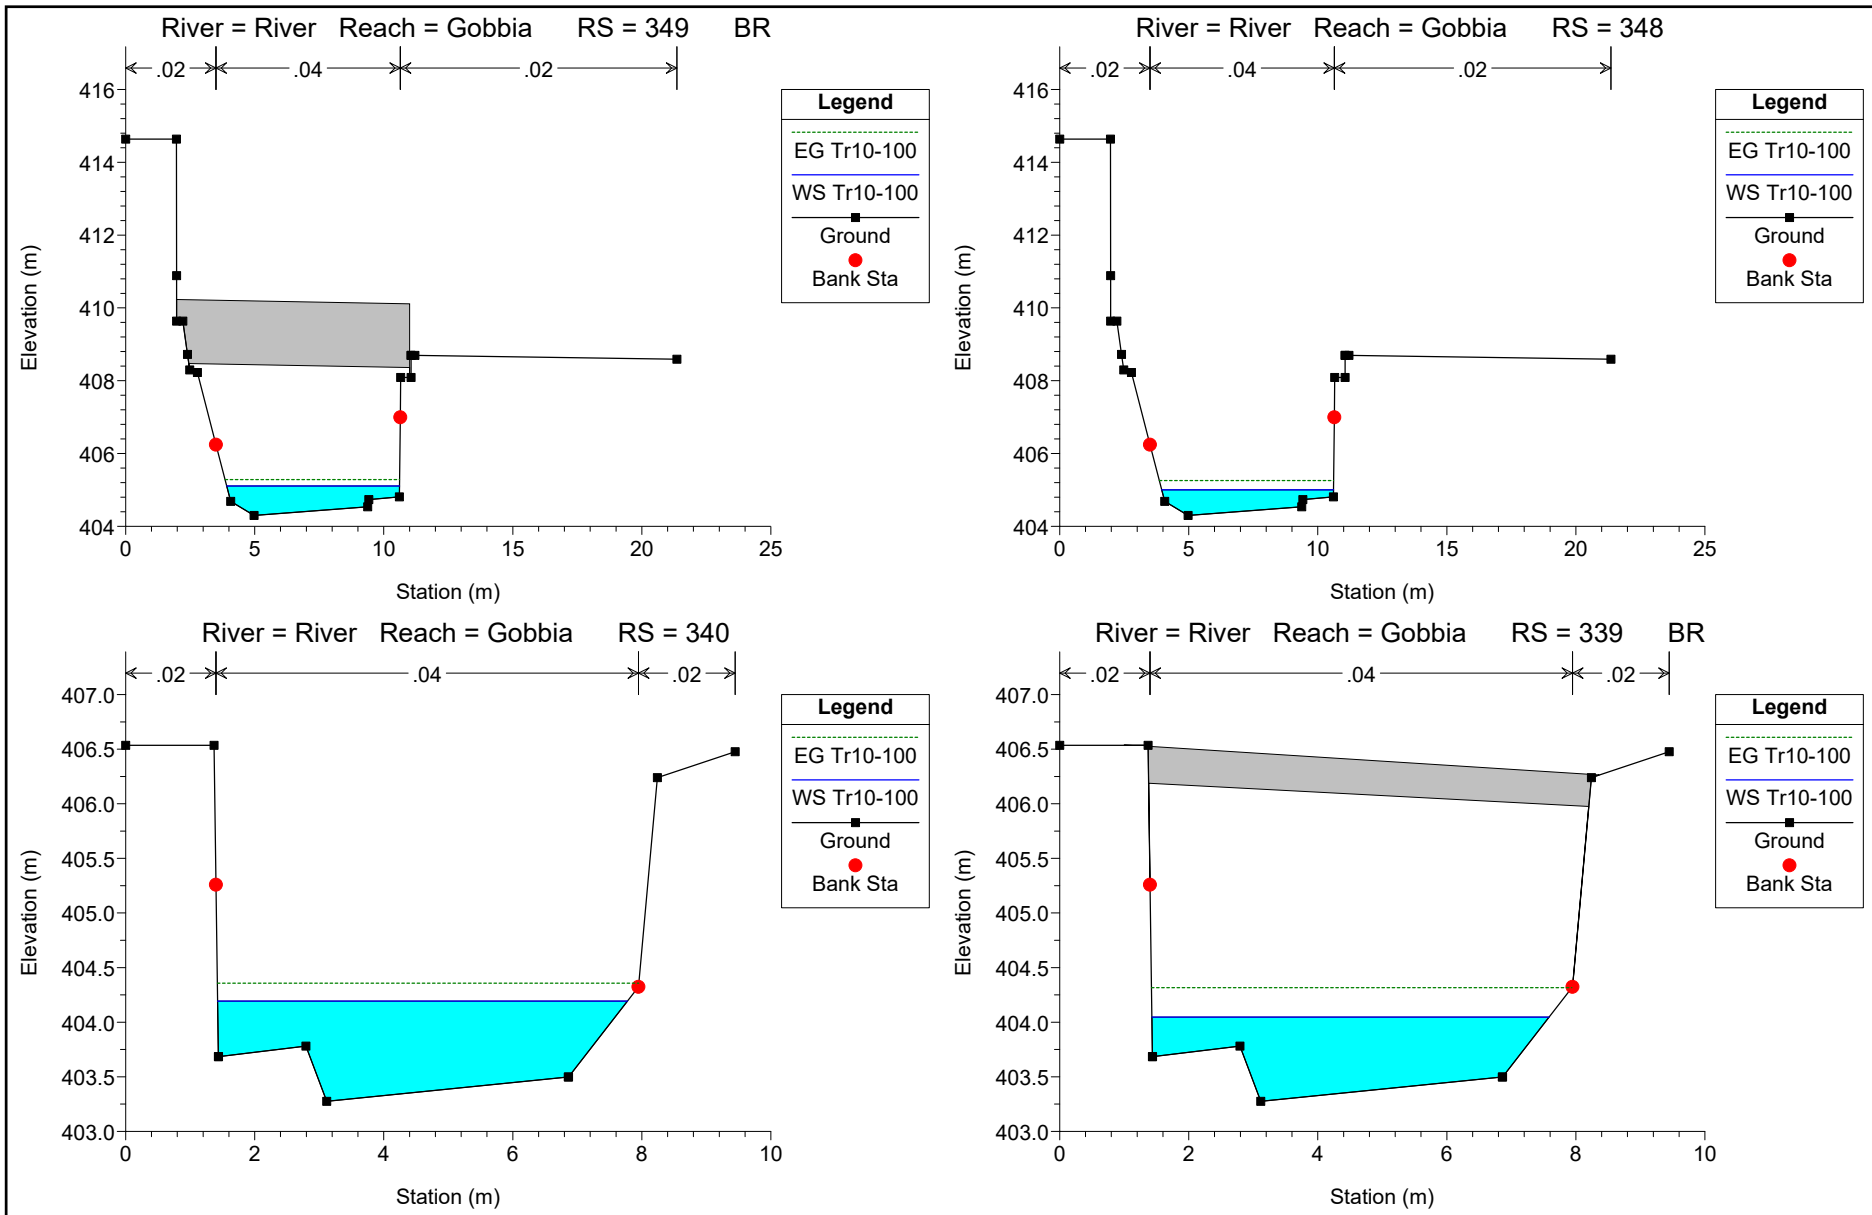 River = River Reach = Gobbia RS = 349 BR
.02 .04 .02
416
414
412
410
408
406
404
Elevation (m)
0 5 10 15 20 25
Station (m)
Legend
EG Tr10-100
WS Tr10-100
Ground
Bank Sta
River = River Reach = Gobbia RS = 348
.02 .04 .02
416
414
412
410
408
406
404
Elevation (m)
0 5 10 15 20 25
Station (m)
Legend
EG Tr10-100
WS Tr10-100
Ground
Bank Sta
River = River Reach = Gobbia RS = 340
.02 .04 .02
407.0
406.5
406.0
405.5
405.0
404.5
404.0
403.5
403.0
Elevation (m)
0 2 4 6 8 10
Station (m)
Legend
EG Tr10-100
WS Tr10-100
Ground
Bank Sta
River = River Reach = Gobbia RS = 339 BR
.02 .04 .02
407.0
406.5
406.0
405.5
405.0
404.5
404.0
403.5
403.0
Elevation (m)
0 2 4 6 8 10
Station (m)
Legend
EG Tr10-100
WS Tr10-100
Ground
Bank Sta